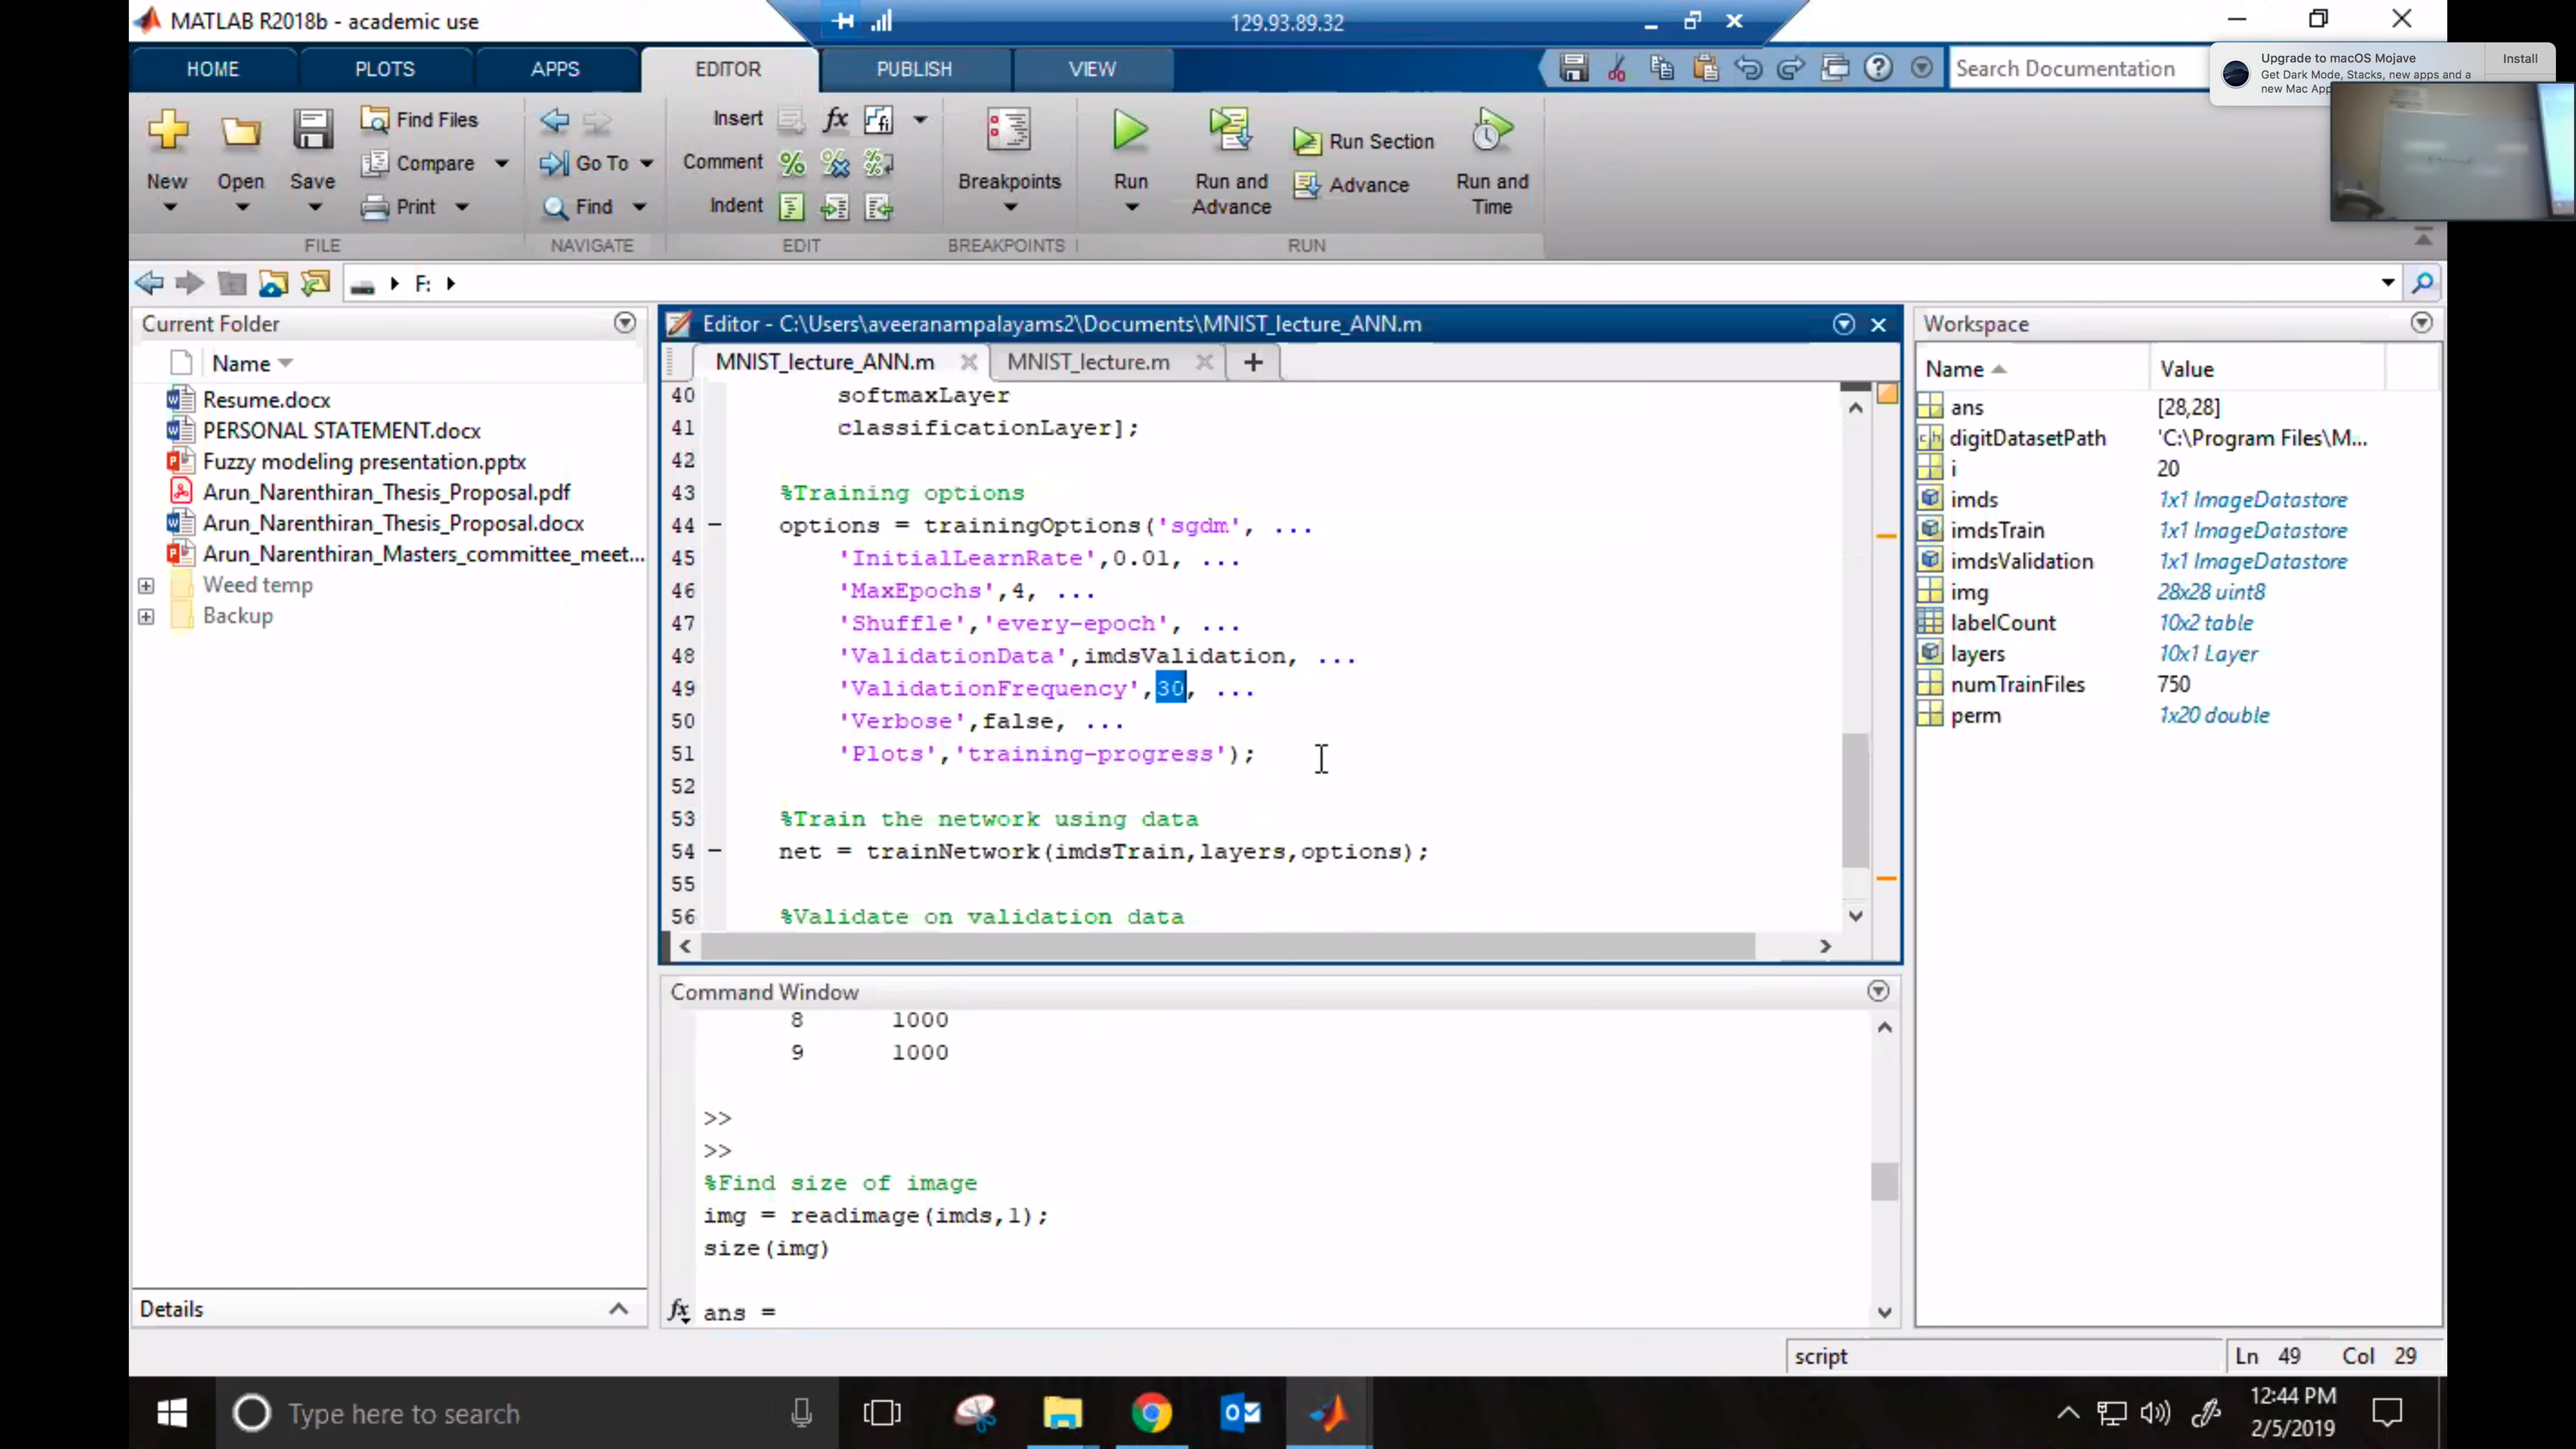 MATLAB R2018b - academic use
129.93.89.32
HOME PLOTS APPS EDITOR PUBLISH VIEW
Search Documentation
Upgrade to macOS Mojave
Get Dark Mode, Stacks, new apps and a
new Mac App
Install
New
Open
Save
Find Files
Compare
Print
Go To
Find
Insert
Comment
Indent
Breakpoints
Run
Run and
Advance
Run Section
Advance
Run and
Time
FILE NAVIGATE EDIT BREAKPOINTS RUN
F:
Current Folder
Name
Resume.docx
PERSONAL STATEMENT.docx
Fuzzy modeling presentation.pptx
Arun_Narenthiran_Thesis_Proposal.pdf
Arun_Narenthiran_Thesis_Proposal.docx
Arun_Narenthiran_Masters_committee_meet...
Weed temp
Backup
Details
Editor - C:\Users\aveeranampalayams2\Documents\MNIST_lecture_ANN.m
MNIST_lecture_ANN.m MNIST_lecture.m
40 softmaxLayer
41 classificationLayer];
42
43 %Training options
44 - options = trainingOptions('sgdm', ...
45 'InitialLearnRate',0.01, ...
46 'MaxEpochs',4, ...
47 'Shuffle','every-epoch', ...
48 'ValidationData',imdsValidation, ...
49 'ValidationFrequency',30, ...
50 'Verbose',false, ...
51 'Plots','training-progress');
52
53 %Train the network using data
54 - net = trainNetwork(imdsTrain,layers,options);
55
56 %Validate on validation data
Command Window
8 1000
9 1000
>>
>>
%Find size of image
img = readimage(imds,1);
size(img)
fx ans =
Workspace
Name Value
ans [28,28]
digitDatasetPath 'C:\Program Files\M...
i 20
imds 1x1 ImageDatastore
imdsTrain 1x1 ImageDatastore
imdsValidation 1x1 ImageDatastore
img 28x28 uint8
labelCount 10x2 table
layers 10x1 Layer
numTrainFiles 750
perm 1x20 double
script
Ln 49 Col 29
Type here to search
12:44 PM
2/5/2019